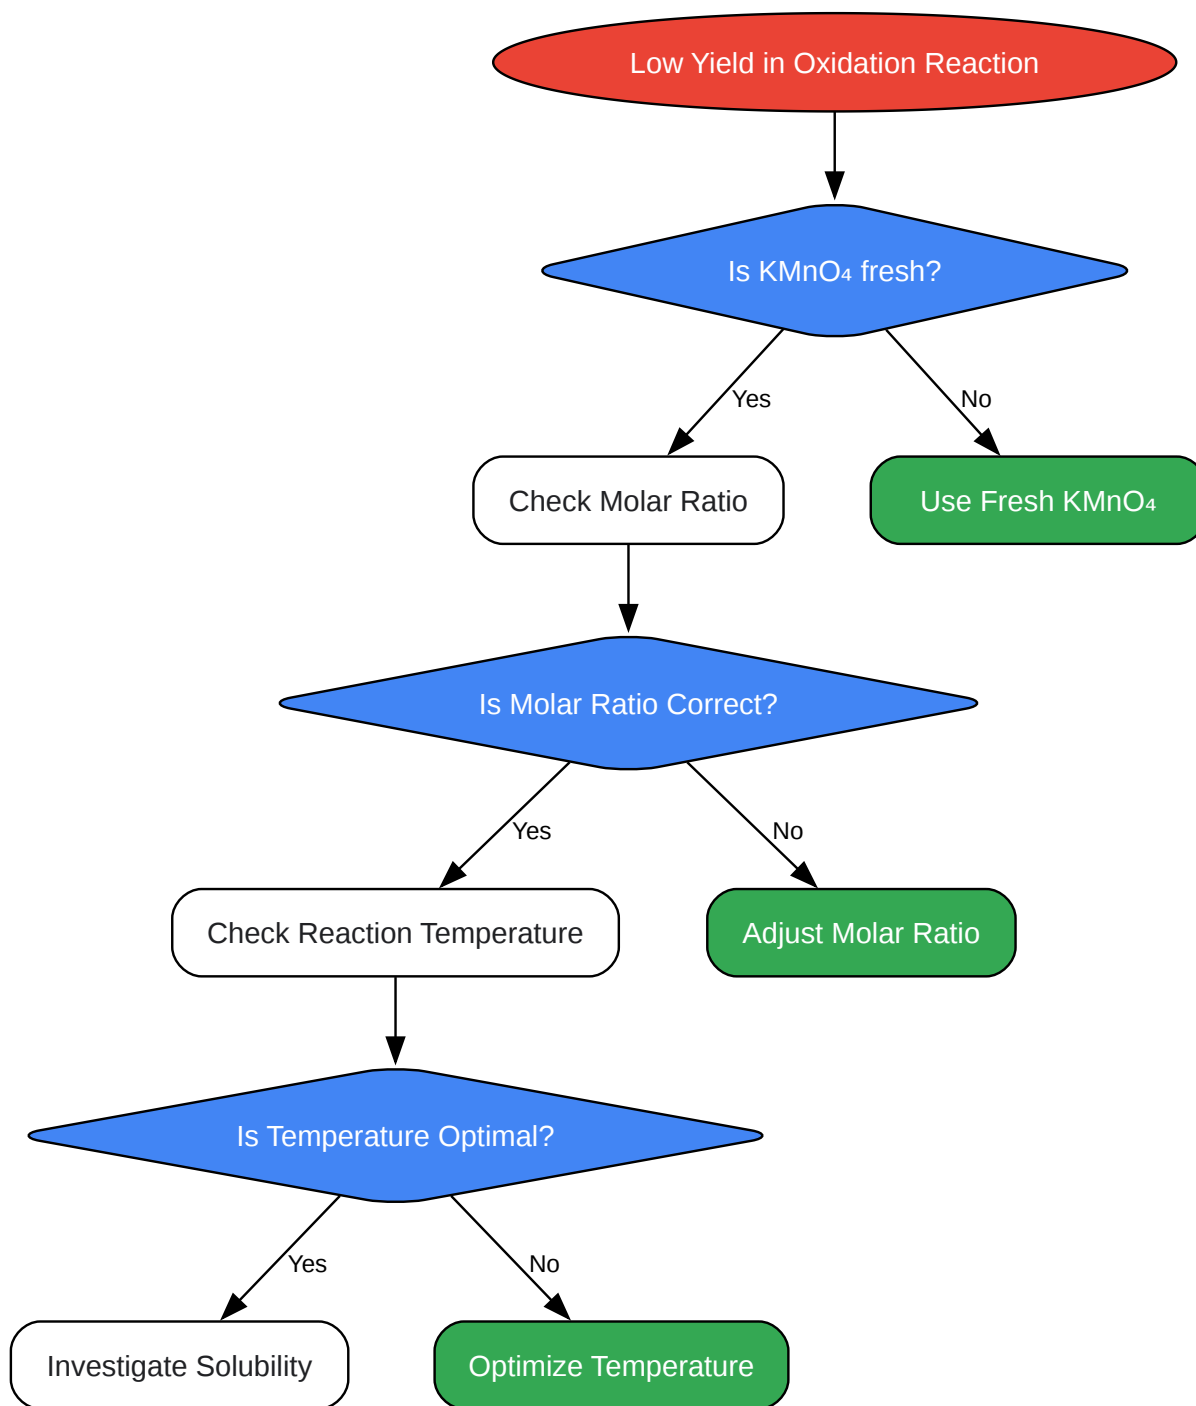 Low Yield in Oxidation Reaction
Is KMnO₄ fresh?
Yes
No
Check Molar Ratio
Use Fresh KMnO₄
Is Molar Ratio Correct?
Yes
No
Check Reaction Temperature
Adjust Molar Ratio
Is Temperature Optimal?
Yes
No
Investigate Solubility
Optimize Temperature